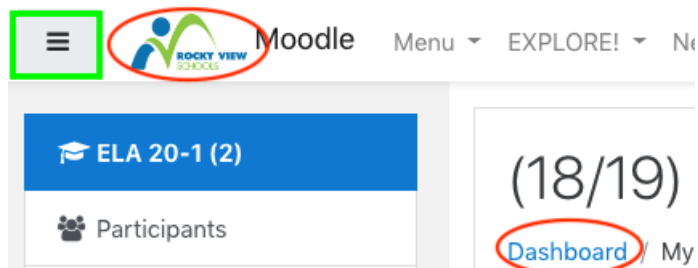 ROCKY VIEW
SCHOOLS
Moodle Menu EXPLORE! Ne
ELA 20-1 (2)
(18/19)
Participants
Dashboard / My